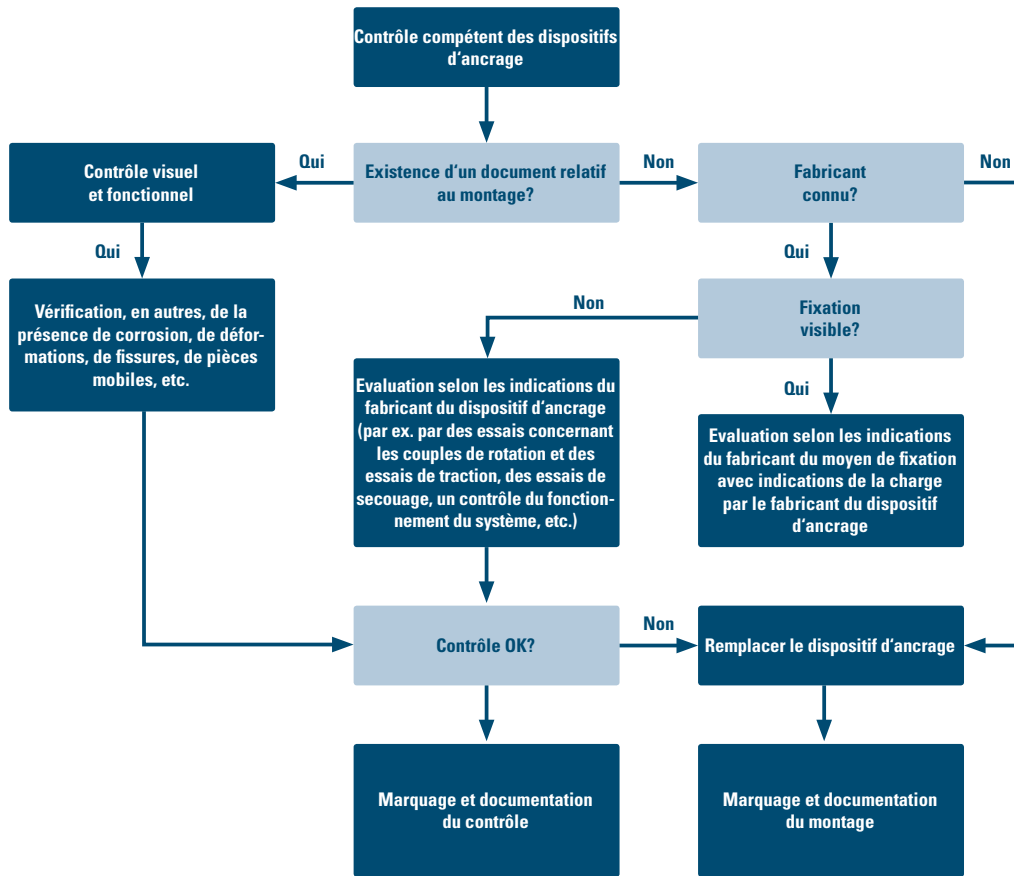 Contrôle compétent des dispositifs
d‘ancrage
Qui
Existence d‘un document relatif
au montage?
Non
Fabricant
connu?
Non
Contrôle visuel
et fonctionnel
Qui
Qui
Vérification, en autres, de la
présence de corrosion, de défor-
mations, de fissures, de pièces
mobiles, etc.
Non
Fixation
visible?
Qui
Evaluation selon les indications du
fabricant du dispositif d‘ancrage
(par ex. par des essais concernant
les couples de rotation et des
essais de traction, des essais de
secouage, un contrôle du fonction-
nement du système, etc.)
Evaluation selon les indications
du fabricant du moyen de fixation
avec indications de la charge
par le fabricant du dispositif
d‘ancrage
Contrôle OK?
Non
Remplacer le dispositif d‘ancrage
Marquage et documentation
du contrôle
Marquage et documentation
du montage